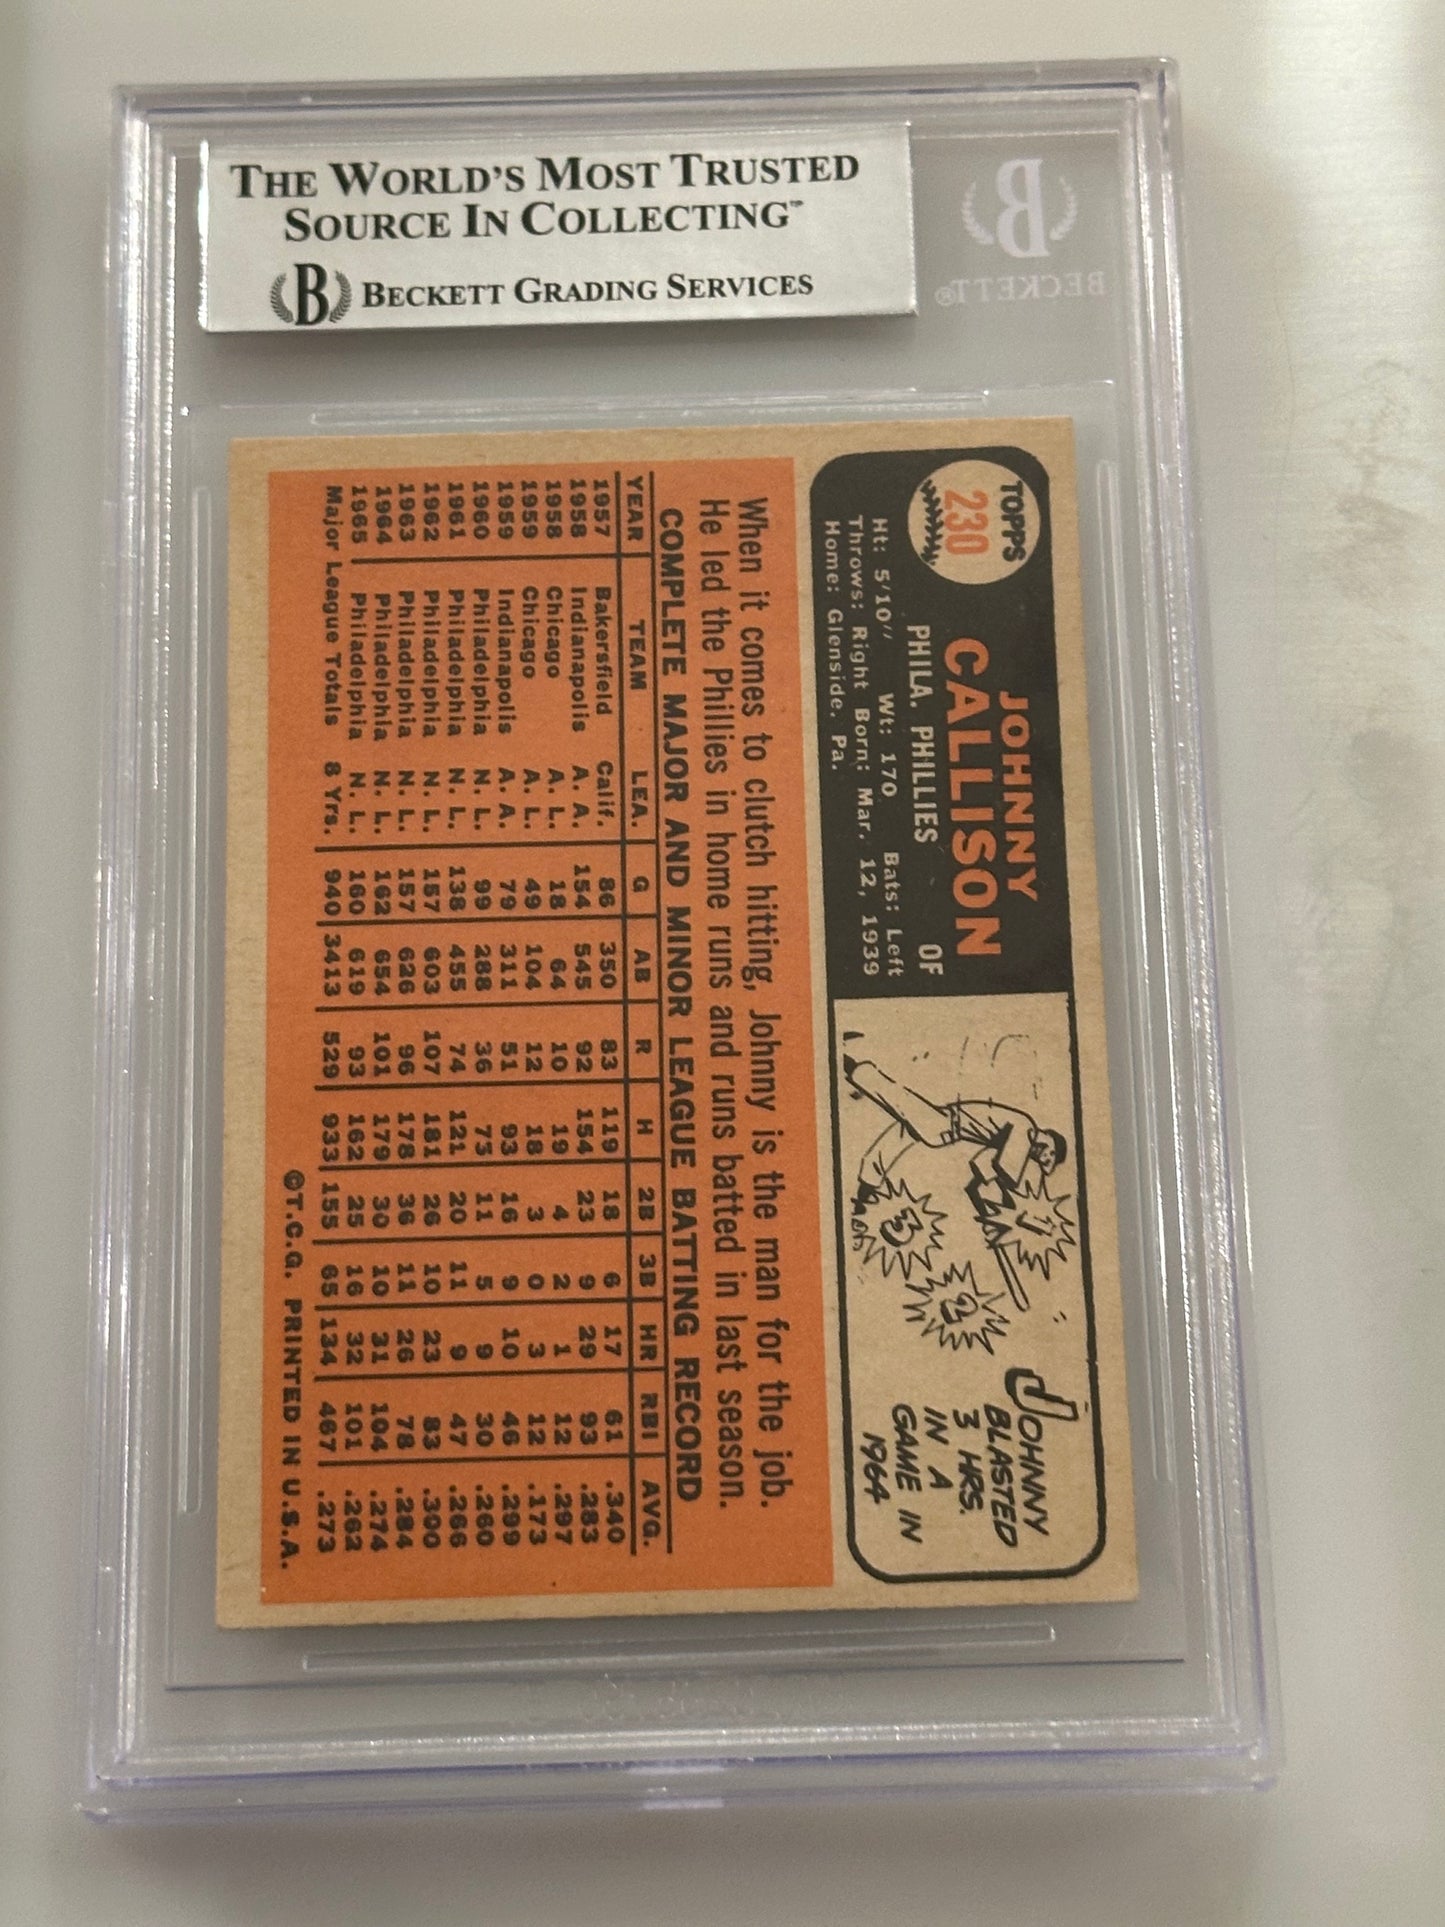 THE WORLD'S MOST TRUSTED
SOURCE IN COLLECTING™
B BECKETT GRADING SERVICES
B
BECKETT®
TOPPS
230
JOHNNY
CALLISON OF
PHILA. PHILLIES
Ht: 5'10" Wt: 170 Bats: Left
Throws: Right Born: Mar. 12, 1939
Home: Glenside, Pa.
JOHNNY
BLASTED
3 HRS.
IN A
GAME IN
1964
1
2
3
When it comes to clutch hitting, Johnny is the man for the job.
He led the Phillies in home runs and runs batted in last season.
COMPLETE MAJOR AND MINOR LEAGUE BATTING RECORD
YEAR TEAM LEA. G AB R H 2B 3B HR RBI AVG.
1957 Bakersfield Calif. 86 350 83 119 18 6 17 61 .340
1958 Indianapolis A. A. 154 545 92 154 23 9 29 93 .283
1958 Chicago A. L. 18 64 10 19 4 2 1 12 .297
1959 Chicago A. L. 49 104 12 18 3 0 3 12 .173
1959 Indianapolis A. A. 79 311 51 93 16 9 10 46 .299
1960 Philadelphia N. L. 99 288 36 75 11 5 9 30 .260
1961 Philadelphia N. L. 138 455 74 121 20 11 9 47 .266
1962 Philadelphia N. L. 157 603 107 181 26 10 23 83 .300
1963 Philadelphia N. L. 157 626 96 178 36 11 26 78 .284
1964 Philadelphia N. L. 162 654 101 179 30 10 31 104 .274
1965 Philadelphia N. L. 160 619 93 162 25 16 32 101 .262
Major League Totals 8 Yrs. 940 3413 529 933 155 65 134 467 .273
©T.C.G. PRINTED IN U.S.A.